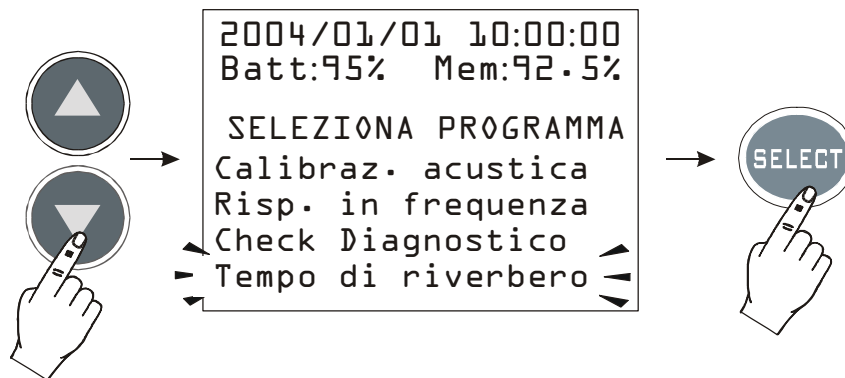 2004/01/01 10:00:00
Batt:95% Mem:92.5%
SELEZIONA PROGRAMMA
Calibraz. acustica
Risp. in frequenza
Check Diagnostico
Tempo di riverbero
SELECT